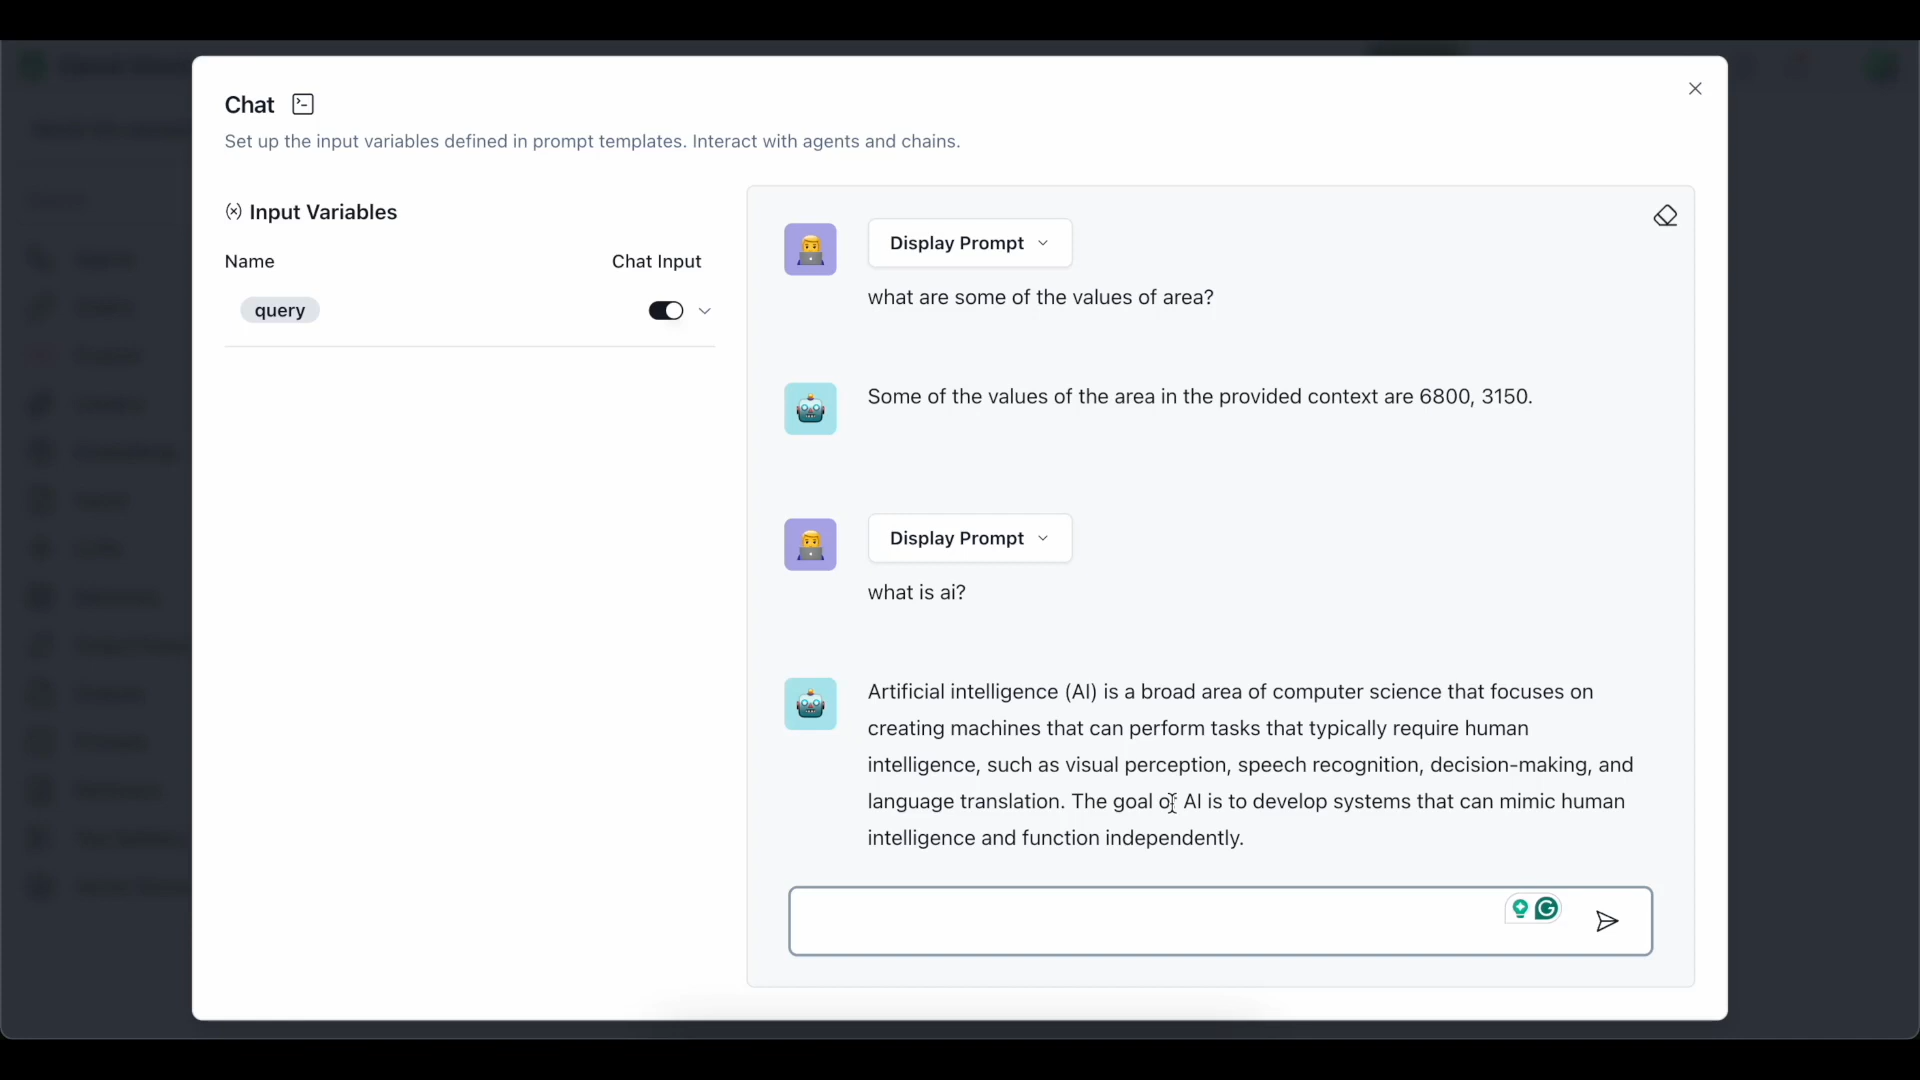 Chat
Set up the input variables defined in prompt templates. Interact with agents and chains.
Input Variables
Name
Chat Input
query
Display Prompt
what are some of the values of area?
Some of the values of the area in the provided context are 6800, 3150.
Display Prompt
what is ai?
Artificial intelligence (AI) is a broad area of computer science that focuses on
creating machines that can perform tasks that typically require human
intelligence, such as visual perception, speech recognition, decision-making, and
language translation. The goal of AI is to develop systems that can mimic human
intelligence and function independently.